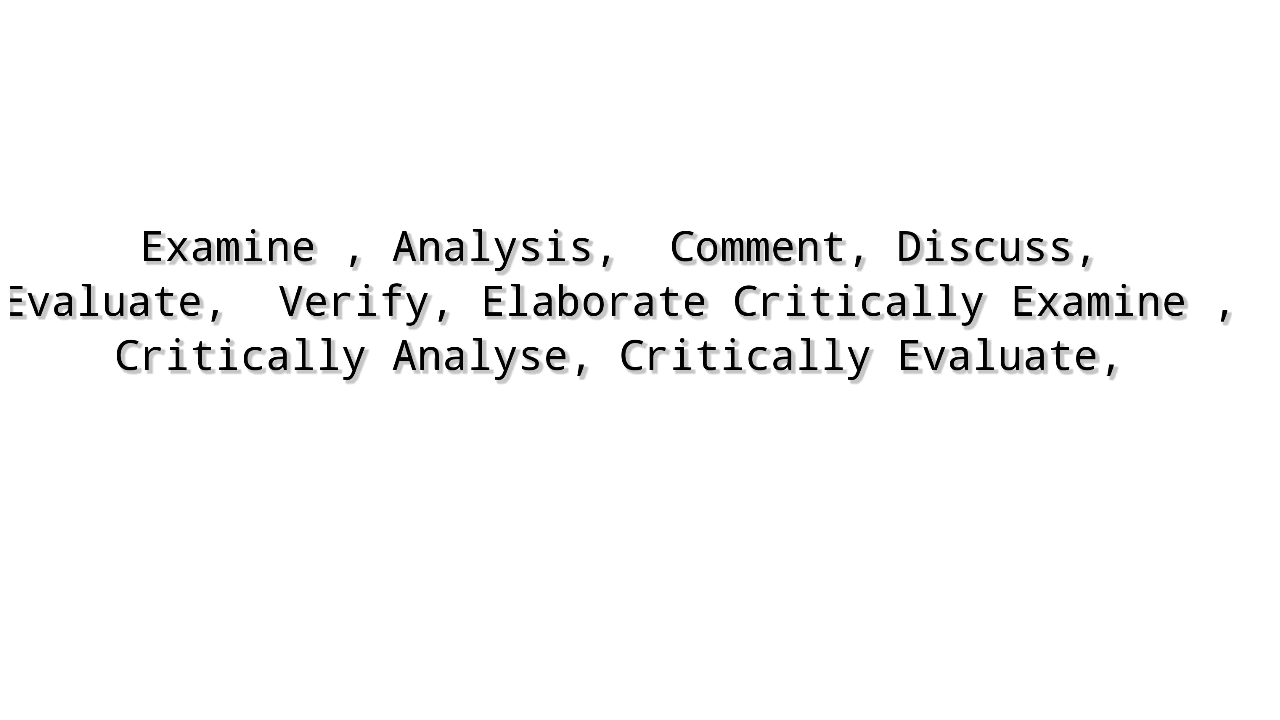 Examine , Analysis,  Comment, Discuss,
Evaluate,  Verify, Elaborate Critically Examine ,
Critically Analyse, Critically Evaluate,